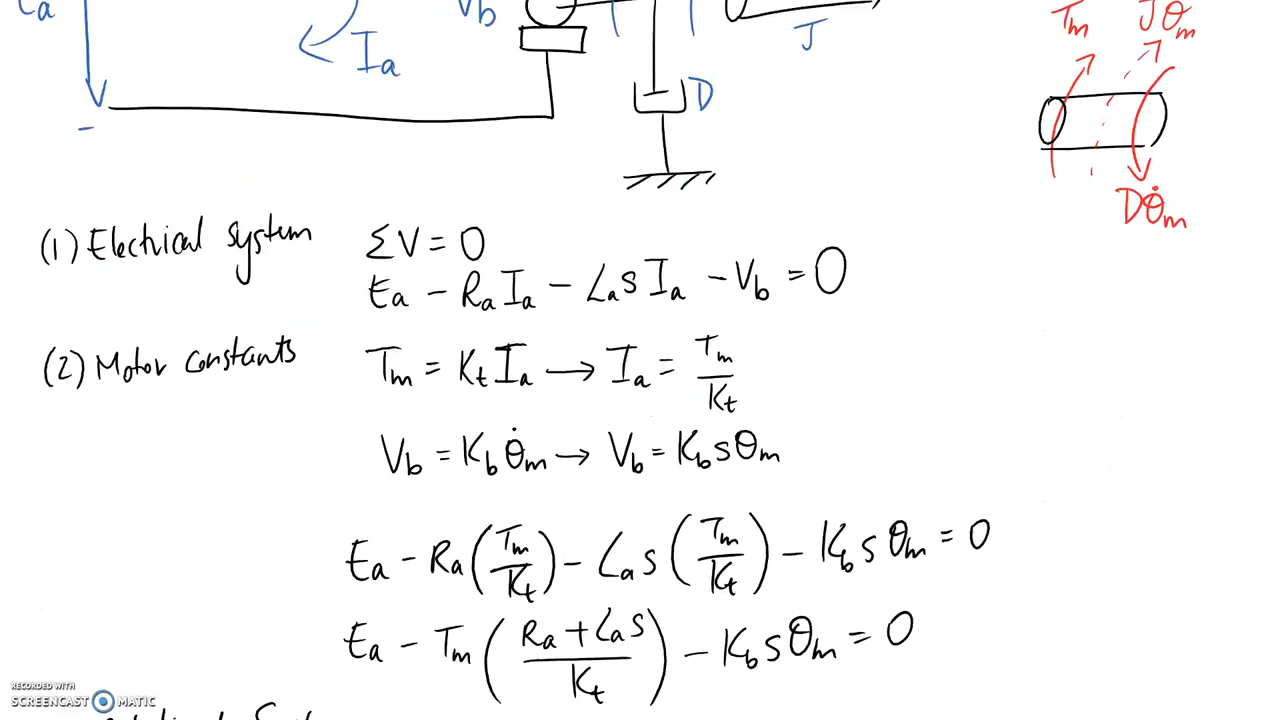 Ea
Vb
Ia
J
D
-
Tm Jθ̈m
Dθ̇m
(1) Electrical system ΣV = 0
Ea - RaIa - LasIa - Vb = 0
(2) Motor constants Tm = KtIa → Ia = Tm/Kt
Vb = Kbθ̇m → Vb = Kbsθm
Ea - Ra(Tm/Kt) - Las(Tm/Kt) - Kbsθm = 0
Ea - Tm((Ra + Las)/Kt) - Kbsθm = 0
RECORDED WITH
SCREENCAST MATIC